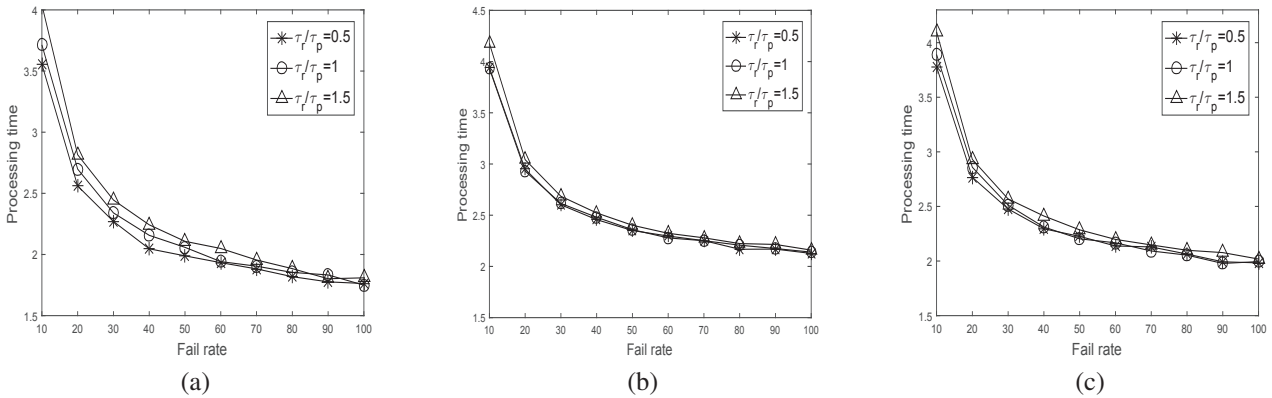 4
3.5
3
2.5
2
1.5
Processing time
10 20 30 40 50 60 70 80 90 100
Fail rate
τr/τp=0.5
τr/τp=1
τr/τp=1.5
(a)
4.5
4
3.5
3
2.5
2
1.5
Processing time
10 20 30 40 50 60 70 80 90 100
Fail rate
τr/τp=0.5
τr/τp=1
τr/τp=1.5
(b)
4
3.5
3
2.5
2
1.5
Processing time
10 20 30 40 50 60 70 80 90 100
Fail rate
τr/τp=0.5
τr/τp=1
τr/τp=1.5
(c)